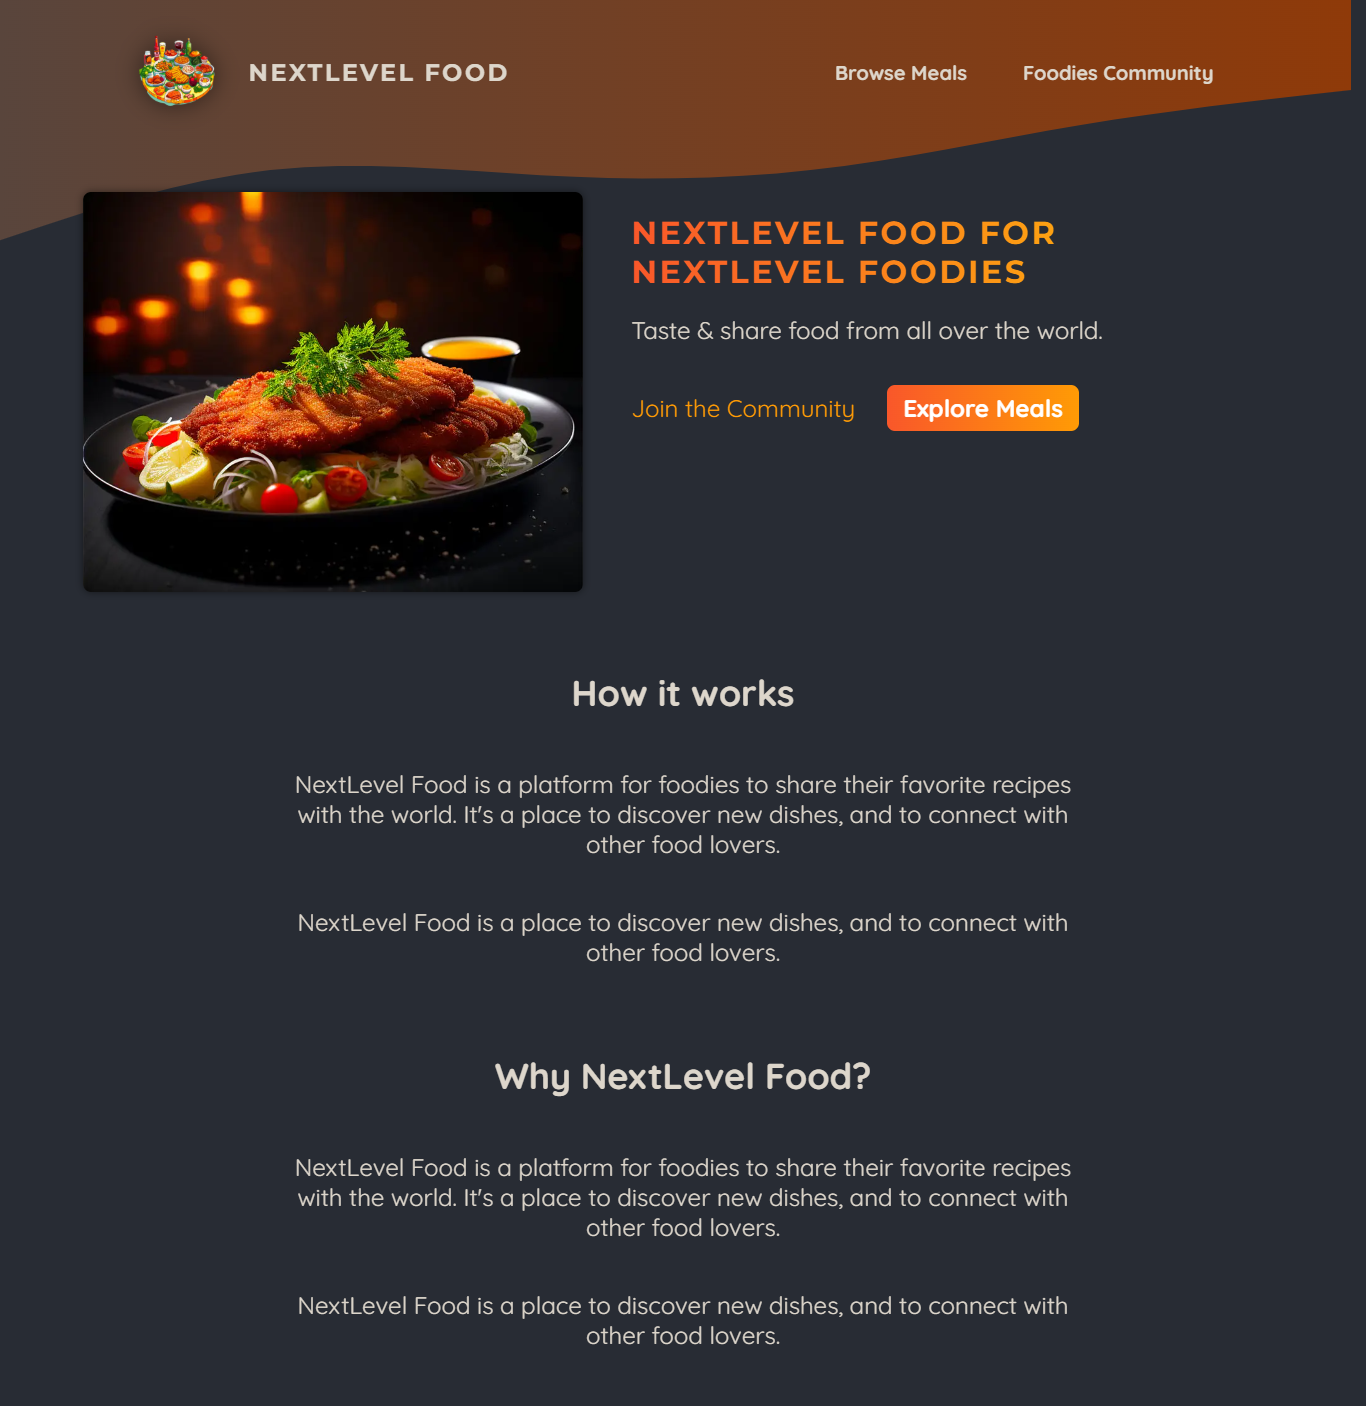 NEXTLEVEL FOOD
Browse Meals
Foodies Community
NEXTLEVEL FOOD FOR
NEXTLEVEL FOODIES
Taste & share food from all over the world.
Join the Community
Explore Meals
How it works
NextLevel Food is a platform for foodies to share their favorite recipes
with the world. It's a place to discover new dishes, and to connect with
other food lovers.
NextLevel Food is a place to discover new dishes, and to connect with
other food lovers.
Why NextLevel Food?
NextLevel Food is a platform for foodies to share their favorite recipes
with the world. It's a place to discover new dishes, and to connect with
other food lovers.
NextLevel Food is a place to discover new dishes, and to connect with
other food lovers.